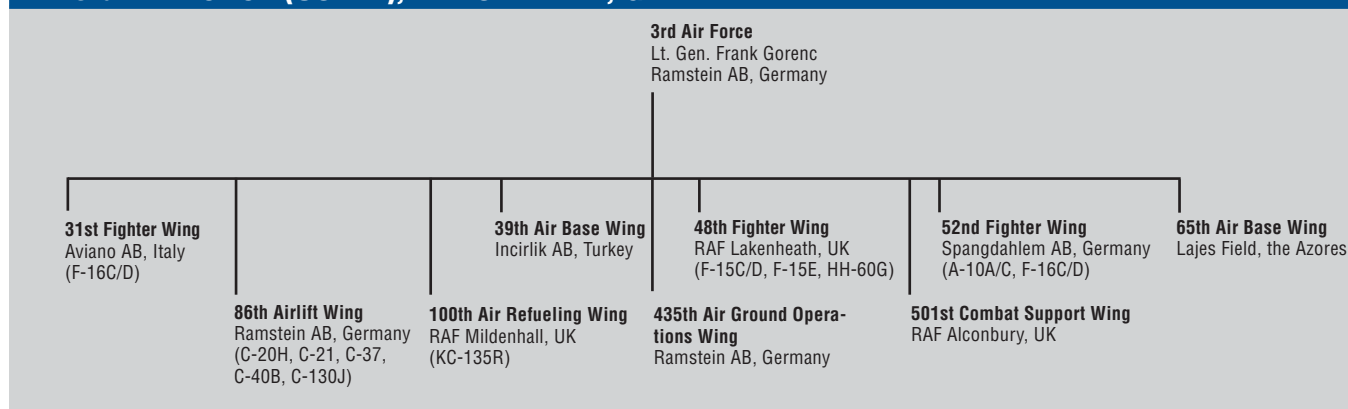 3rd Air Force
Lt. Gen. Frank Gorenc
Ramstein AB, Germany
31st Fighter Wing
Aviano AB, Italy
(F-16C/D)
39th Air Base Wing
Incirlik AB, Turkey
48th Fighter Wing
RAF Lakenheath, UK
(F-15C/D, F-15E, HH-60G)
52nd Fighter Wing
Spangdahlem AB, Germany
(A-10A/C, F-16C/D)
65th Air Base Wing
Lajes Field, the Azores
86th Airlift Wing
Ramstein AB, Germany
(C-20H, C-21, C-37,
C-40B, C-130J)
100th Air Refueling Wing
RAF Mildenhall, UK
(KC-135R)
435th Air Ground Opera-
tions Wing
Ramstein AB, Germany
501st Combat Support Wing
RAF Alconbury, UK